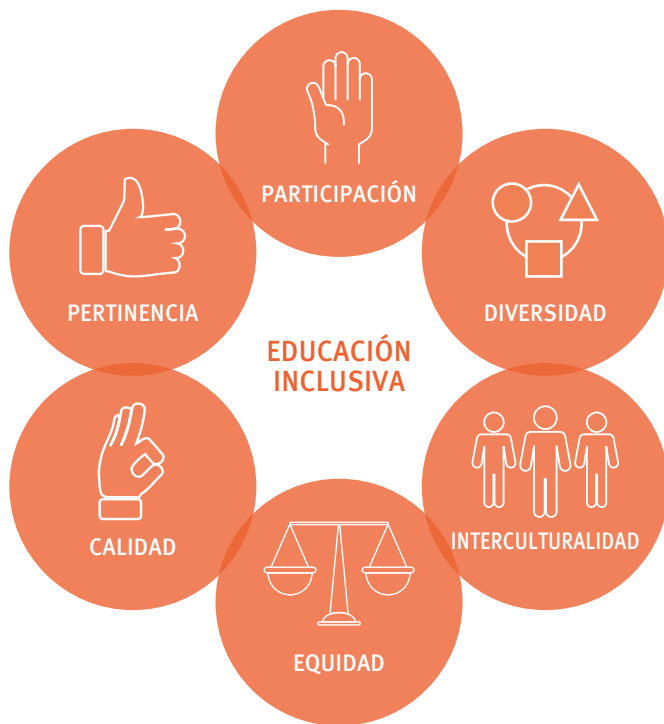 PARTICIPACIÓN
PERTINENCIA
DIVERSIDAD
EDUCACIÓN
INCLUSIVA
CALIDAD
INTERCULTURALIDAD
EQUIDAD